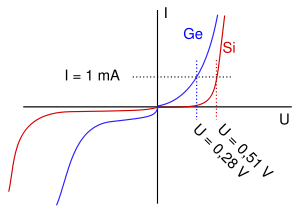 I
Ge
Si
I = 1 mA
U
U = 0,28 V
U = 0,51 V